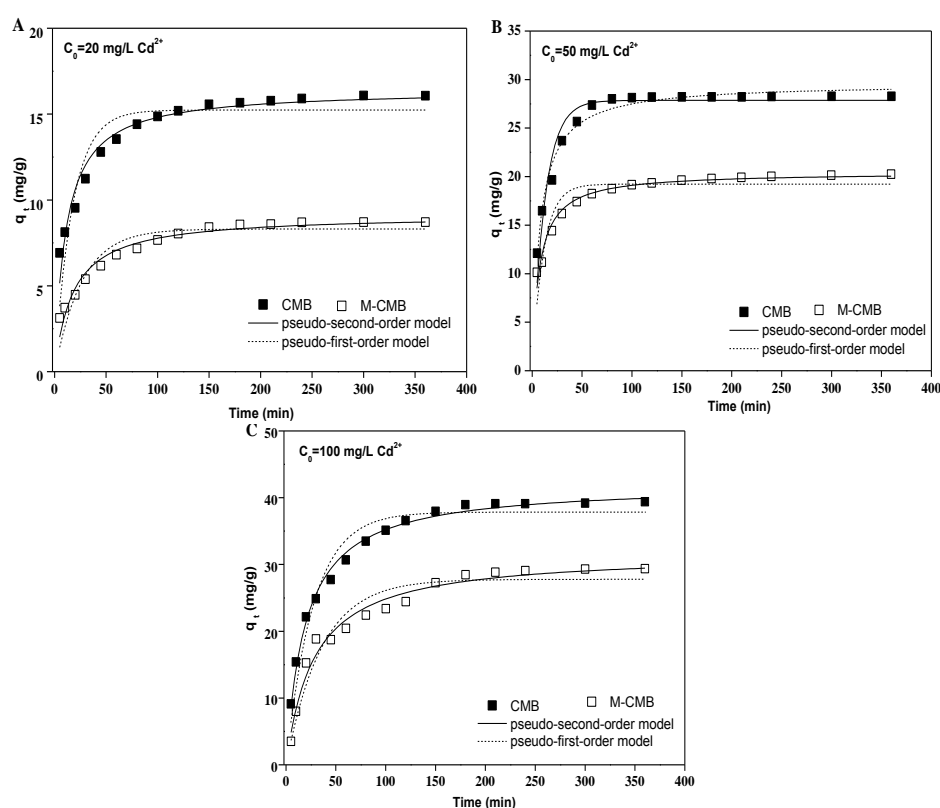 A
C₀=20 mg/L Cd²⁺
20
15
10
5
0
qₜ (mg/g)
CMB
M-CMB
pseudo-second-order model
pseudo-first-order model
0 50 100 150 200 250 300 350 400
Time (min)
B
C₀=50 mg/L Cd²⁺
35
30
25
20
15
10
5
0
qₜ (mg/g)
CMB
M-CMB
pseudo-second-order model
pseudo-first-order model
0 50 100 150 200 250 300 350 400
Time (min)
C
C₀=100 mg/L Cd²⁺
50
40
30
20
10
0
qₜ (mg/g)
CMB
M-CMB
pseudo-second-order model
pseudo-first-order model
0 50 100 150 200 250 300 350 400
Time (min)